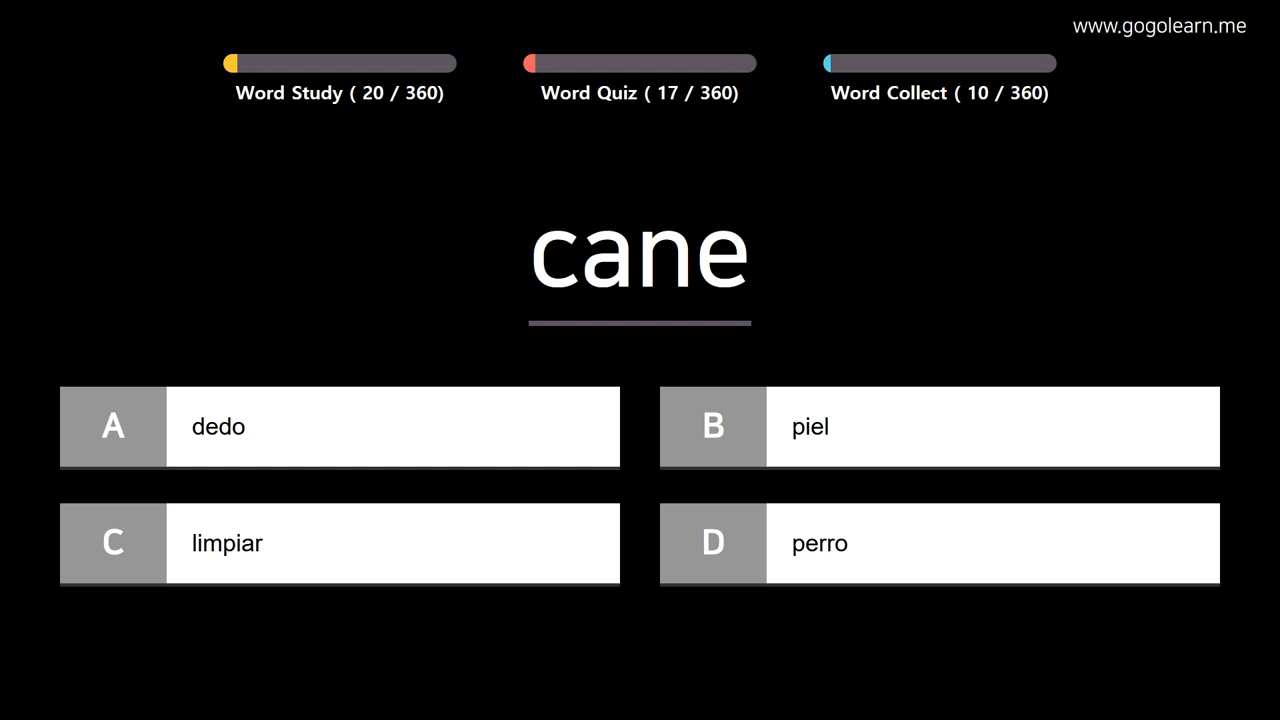 www.gogolearn.me
Word Study ( 20 / 360)
Word Quiz ( 17 / 360)
Word Collect ( 10 / 360)
cane
A dedo
B piel
C limpiar
D perro